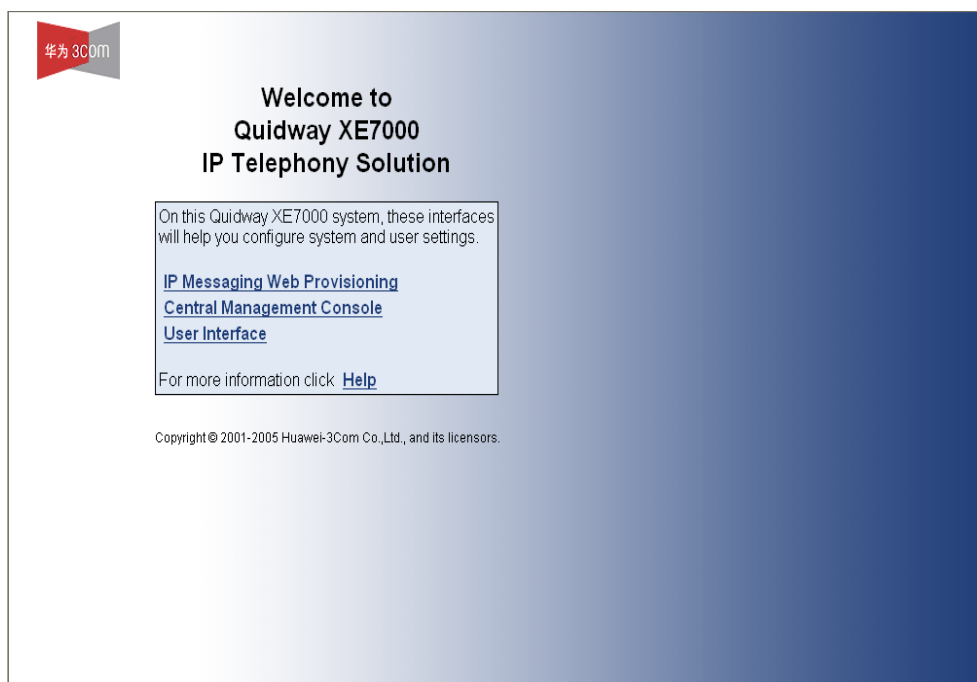 华为 3COM
Welcome to
Quidway XE7000
IP Telephony Solution
On this Quidway XE7000 system, these interfaces
will help you configure system and user settings.
IP Messaging Web Provisioning
Central Management Console
User Interface
For more information click Help
Copyright © 2001-2005 Huawei-3Com Co.,Ltd., and its licensors.